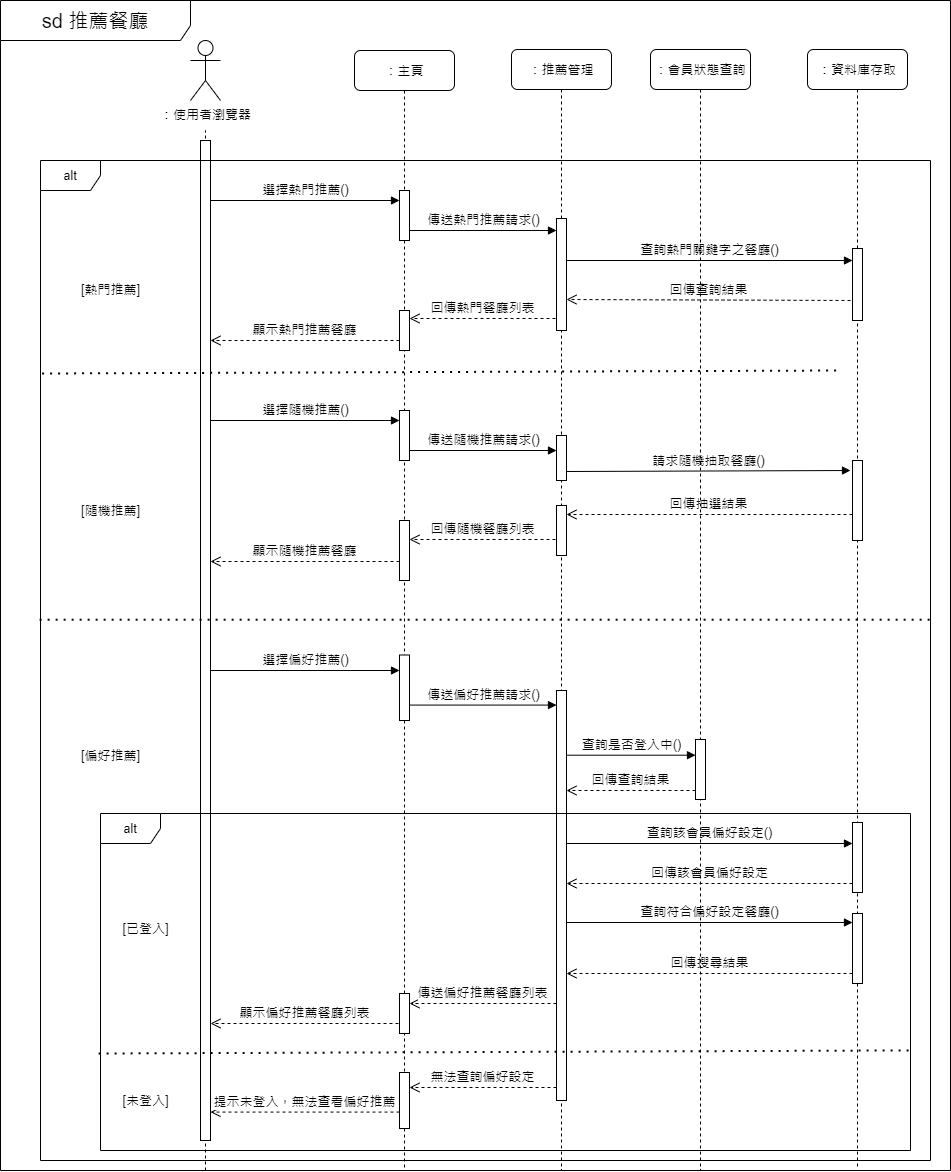 sd 推薦餐廳
：使用者瀏覽器
：主頁
：推薦管理
：會員狀態查詢
：資料庫存取
alt
選擇熱門推薦()
傳送熱門推薦請求()
查詢熱門關鍵字之餐廳()
[熱門推薦]
回傳查詢結果
回傳熱門餐廳列表
顯示熱門推薦餐廳
選擇隨機推薦()
傳送隨機推薦請求()
請求隨機抽取餐廳()
[隨機推薦]
回傳抽選結果
回傳隨機餐廳列表
顯示隨機推薦餐廳
選擇偏好推薦()
傳送偏好推薦請求()
查詢是否登入中()
[偏好推薦]
回傳查詢結果
alt
查詢該會員偏好設定()
回傳該會員偏好設定
查詢符合偏好設定餐廳()
[已登入]
回傳搜尋結果
傳送偏好推薦餐廳列表
顯示偏好推薦餐廳列表
無法查詢偏好設定
[未登入]
提示未登入，無法查看偏好推薦